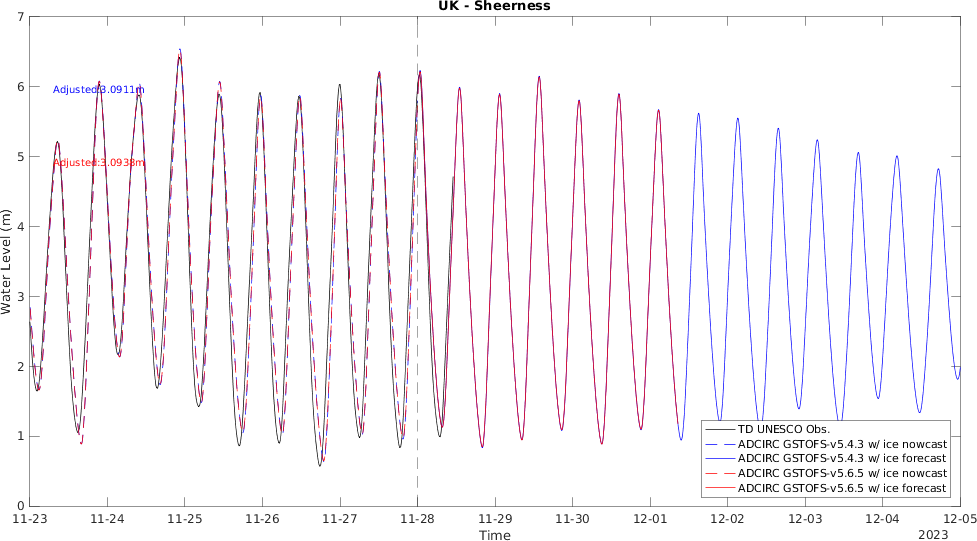 UK - Sheerness
7
6
5
4
3
2
1
0
Water Level (m)
Adjusted:3.0911m
Adjusted:3.0938m
TD UNESCO Obs.
ADCIRC GSTOFS-v5.4.3 w/ ice nowcast
ADCIRC GSTOFS-v5.4.3 w/ ice forecast
ADCIRC GSTOFS-v5.6.5 w/ ice nowcast
ADCIRC GSTOFS-v5.6.5 w/ ice forecast
11-23 11-24 11-25 11-26 11-27 11-28 11-29 11-30 12-01 12-02 12-03 12-04 12-05
Time
2023